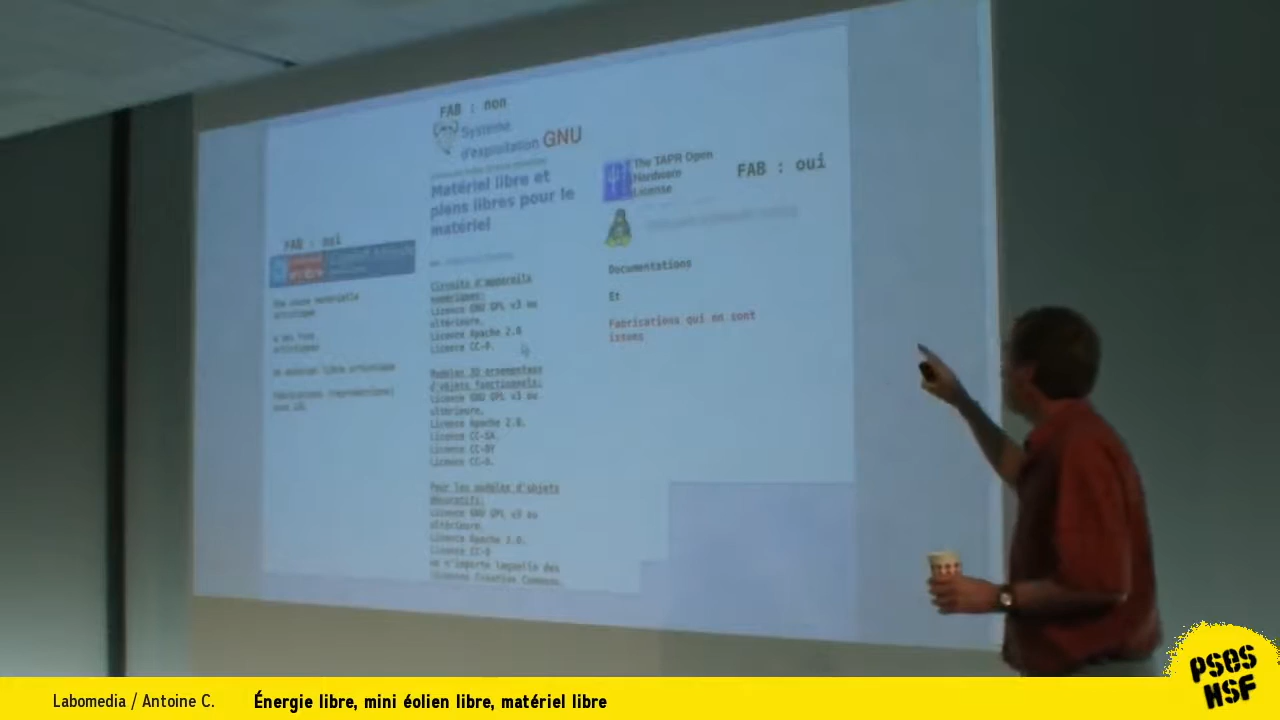 FAB : non
Système
d'exploitation GNU
Matériel libre et
plans libres pour le
matériel
Circuits d'appareils
numériques:
Licence GNU GPL v3 ou
ultérieure.
Licence Apache 2.0
Licence CC-0.
Modèles 3D ornementaux
d'objets fonctionnels:
Licence GNU GPL v3 ou
ultérieure.
Licence Apache 2.0.
Licence CC-SA
Licence CC-BY
Licence CC-0.
Pour les modèles d'objets
décoratifs:
Licence GNU GPL v3 ou
ultérieure.
Licence Apache 2.0.
Licence CC-0
ou n'importe laquelle des
licences Creative Commons
The TAPR Open
Hardware
License
FAB : oui
Documentations
Et
Fabrications qui en sont
issues
FAB : oui
PSES
HSF
Labomedia / Antoine C.
Énergie libre, mini éolien libre, matériel libre